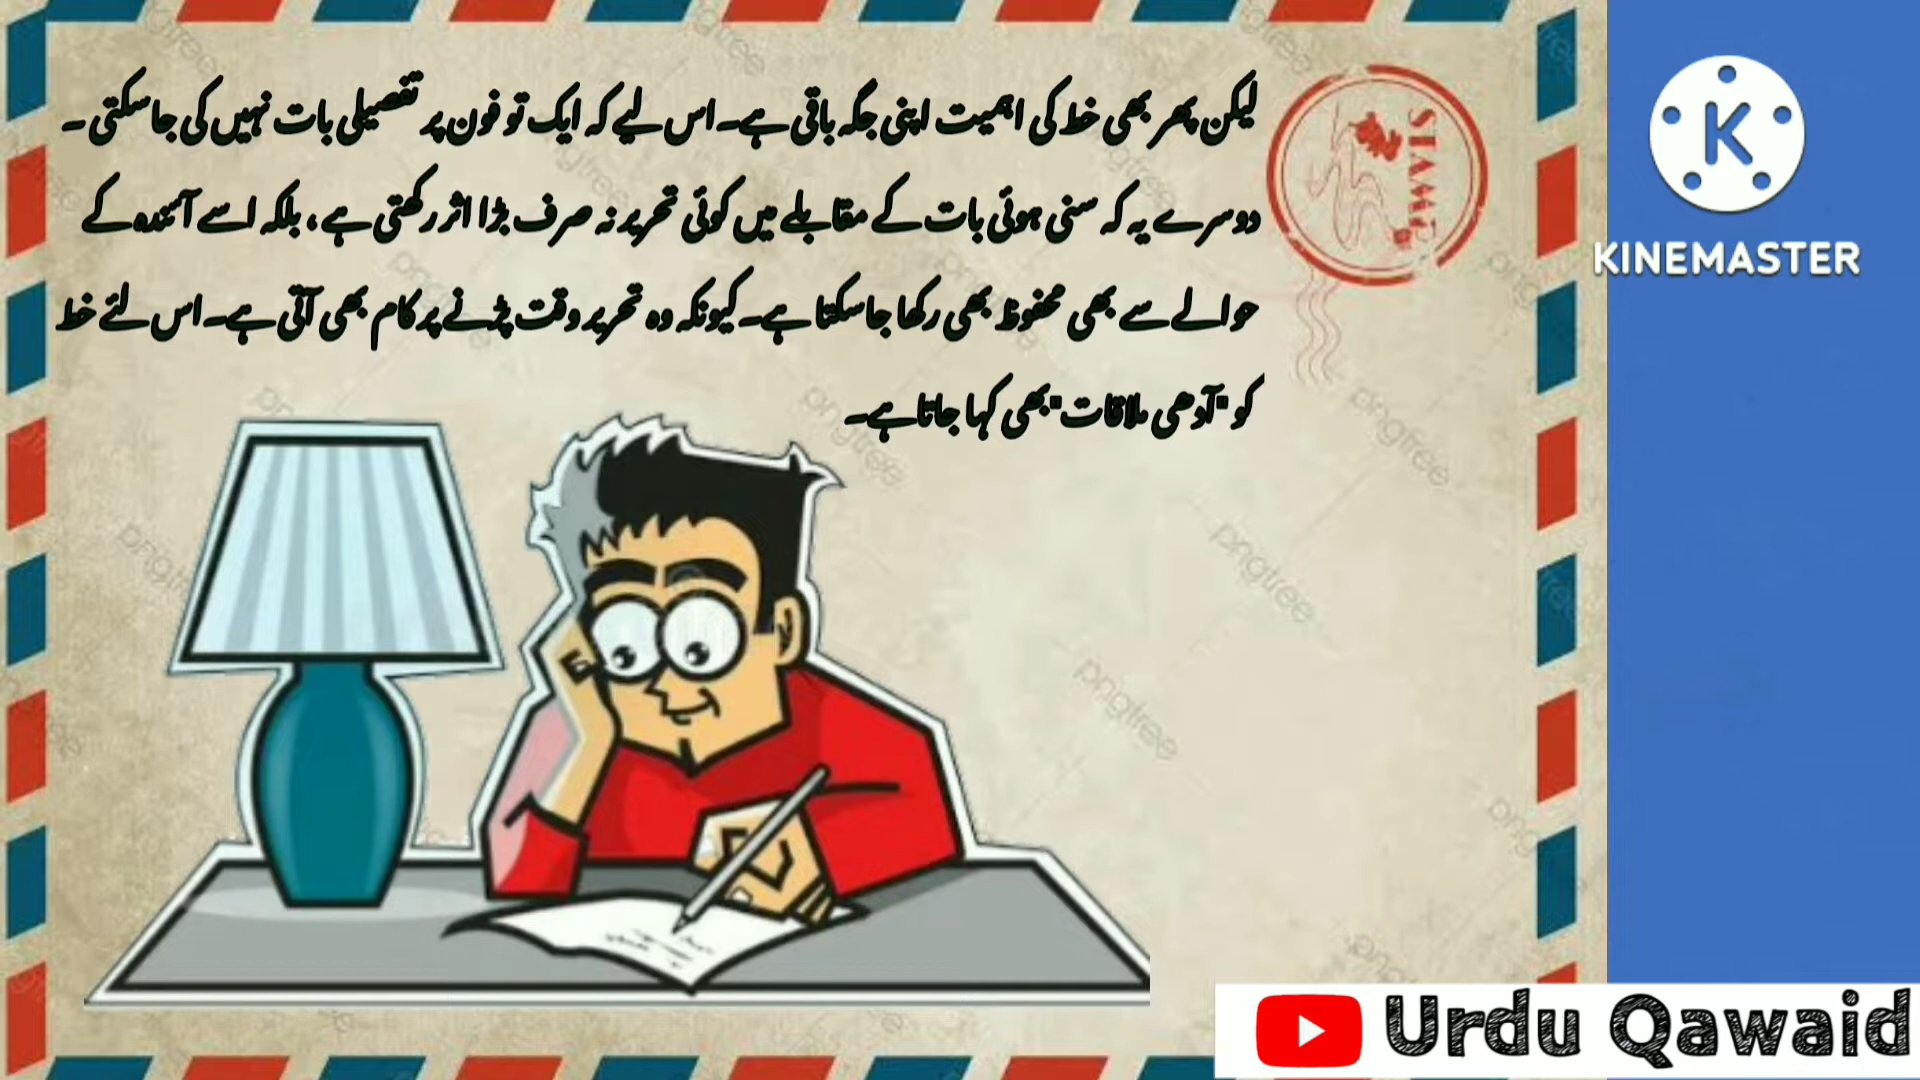 لیکن پھر بھی خط کی اہمیت اپنی جگہ باقی ہے۔ اس لیے کہ ایک تو فون پر تفصیلی بات نہیں کی جاسکتی ۔
دوسرے یہ کہ سنی ہوئی بات کے مقابلے میں کوئی تحریر نہ صرف بڑا اثر رکھتی ہے ، بلکہ اسے آئندہ کے
حوالے سے بھی محفوظ بھی رکھا جاسکتا ہے۔ کیونکہ وہ تحریر وقت پڑنے پر کام بھی آتی ہے۔ اس لئے خط
کو "آدھی ملاقات" بھی کہا جاتا ہے۔
K
KINEMASTER
Urdu Qawaid
pngtree